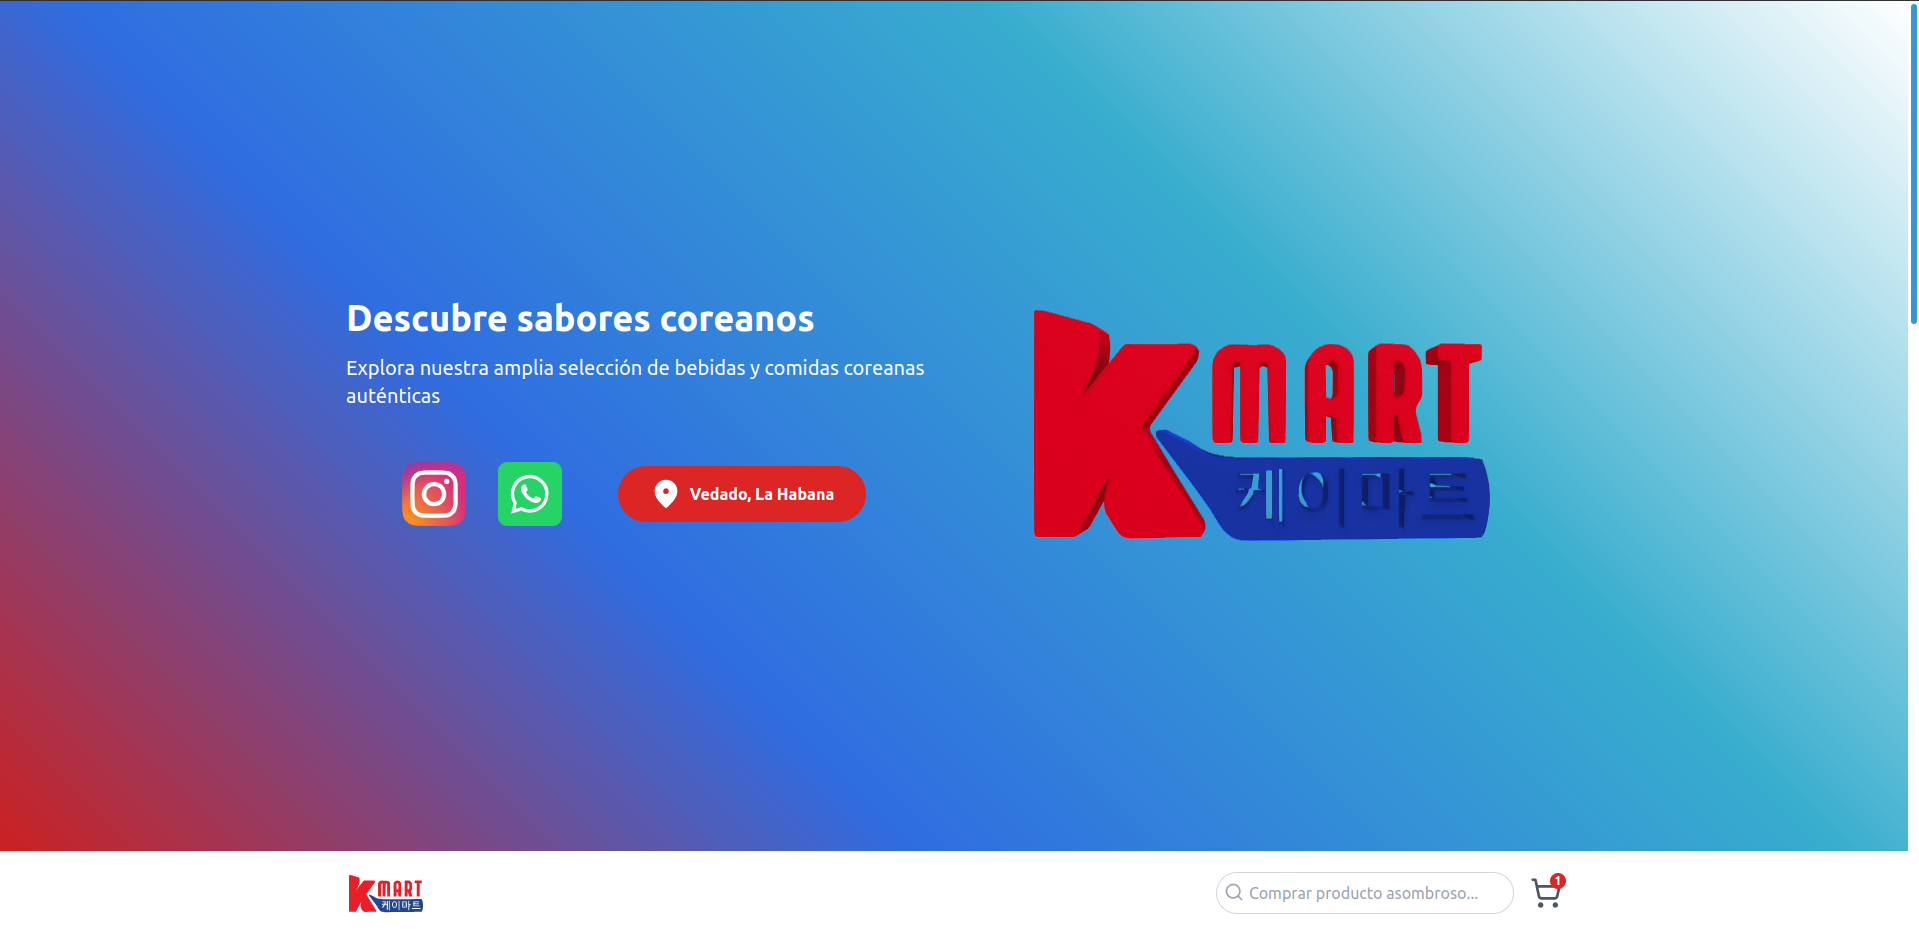 Descubre sabores coreanos
Explora nuestra amplia selección de bebidas y comidas coreanas
auténticas
Vedado, La Habana
K MART
케이마트
K MART
케이마트
Comprar producto asombroso...
1